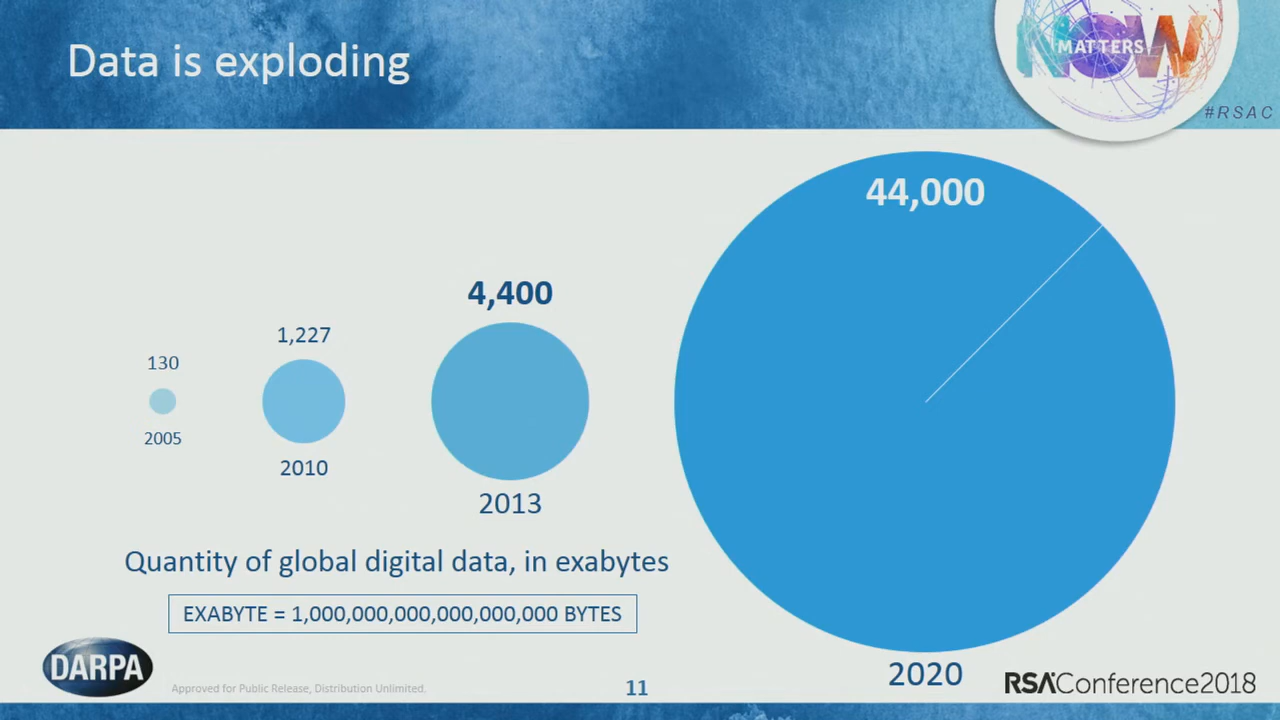 Data is exploding
NOW
MATTERS
#RSAC
44,000
4,400
1,227
130
2005
2010
2013
Quantity of global digital data, in exabytes
EXABYTE = 1,000,000,000,000,000,000 BYTES
2020
DARPA
Approved for Public Release, Distribution Unlimited.
11
RSAConference2018